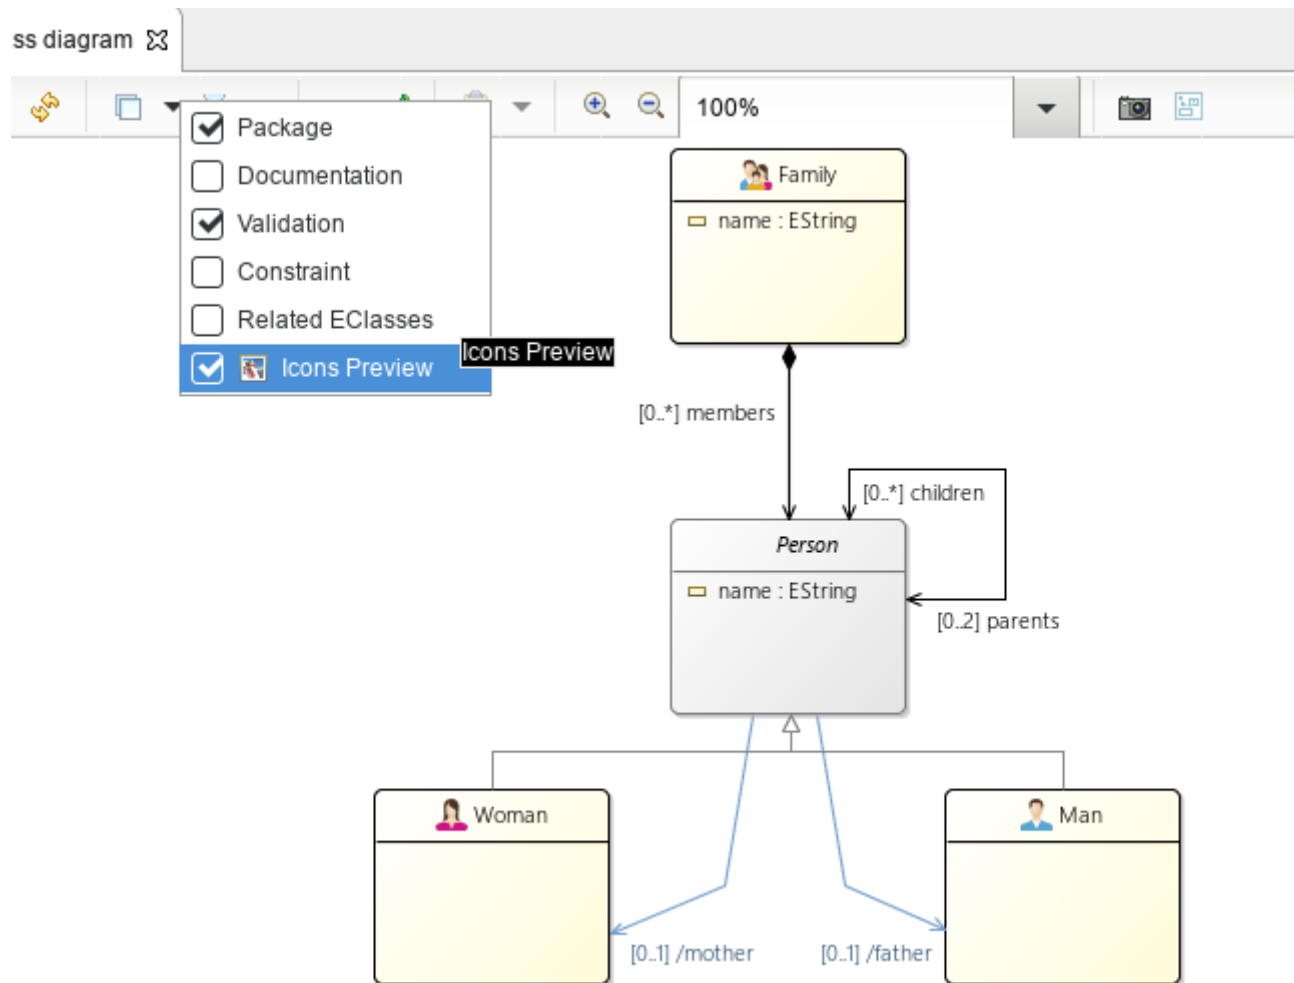 ss diagram
100%
Package
Documentation
Validation
Constraint
Related EClasses
Icons Preview
Icons Preview
Family
name : EString
[0..*] members
[0..*] children
Person
name : EString
[0..2] parents
Woman
Man
[0..1] /mother
[0..1] /father